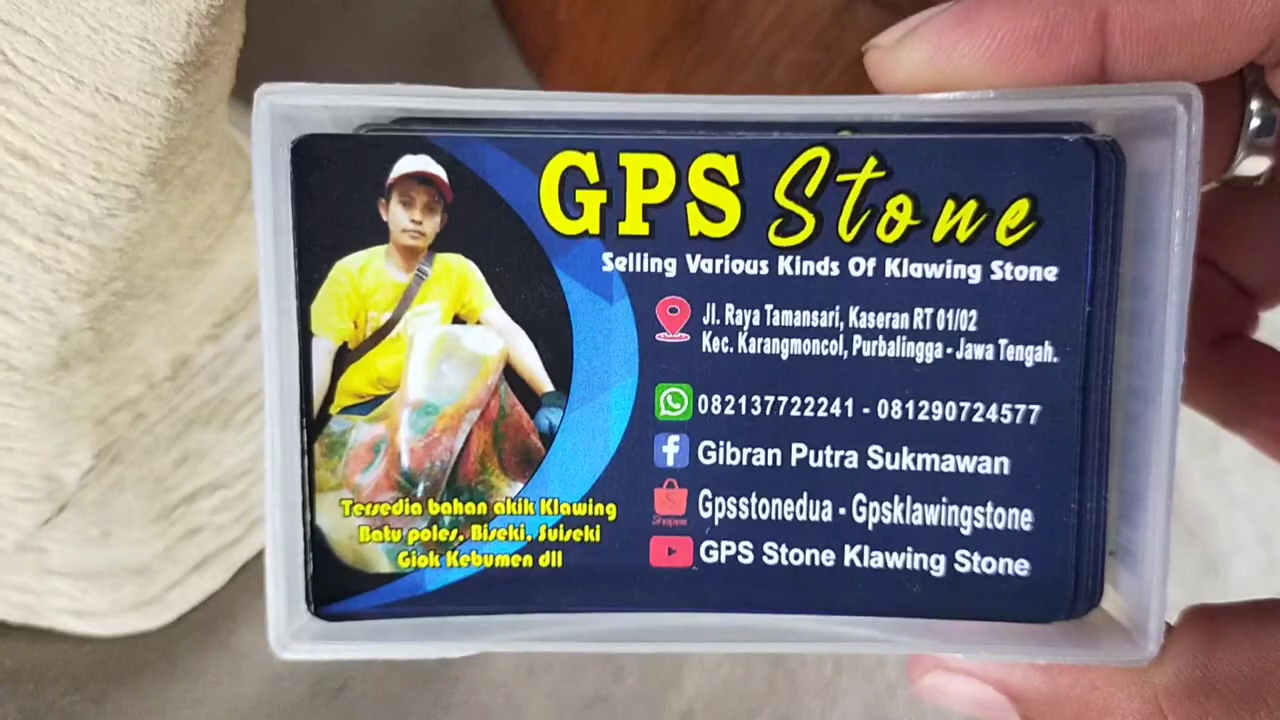 GPS Stone
Selling Various Kinds Of Klawing Stone
Jl. Raya Tamansari, Kaseran RT 01/02
Kec. Karangmoncol, Purbalingga - Jawa Tengah.
082137722241 - 081290724577
Gibran Putra Sukmawan
Gpsstonedua - Gpsklawingstone
Shopee
GPS Stone Klawing Stone
Tersedia bahan akik Klawing
Batu poles, Biseki, Suiseki
Giok Kebumen dll